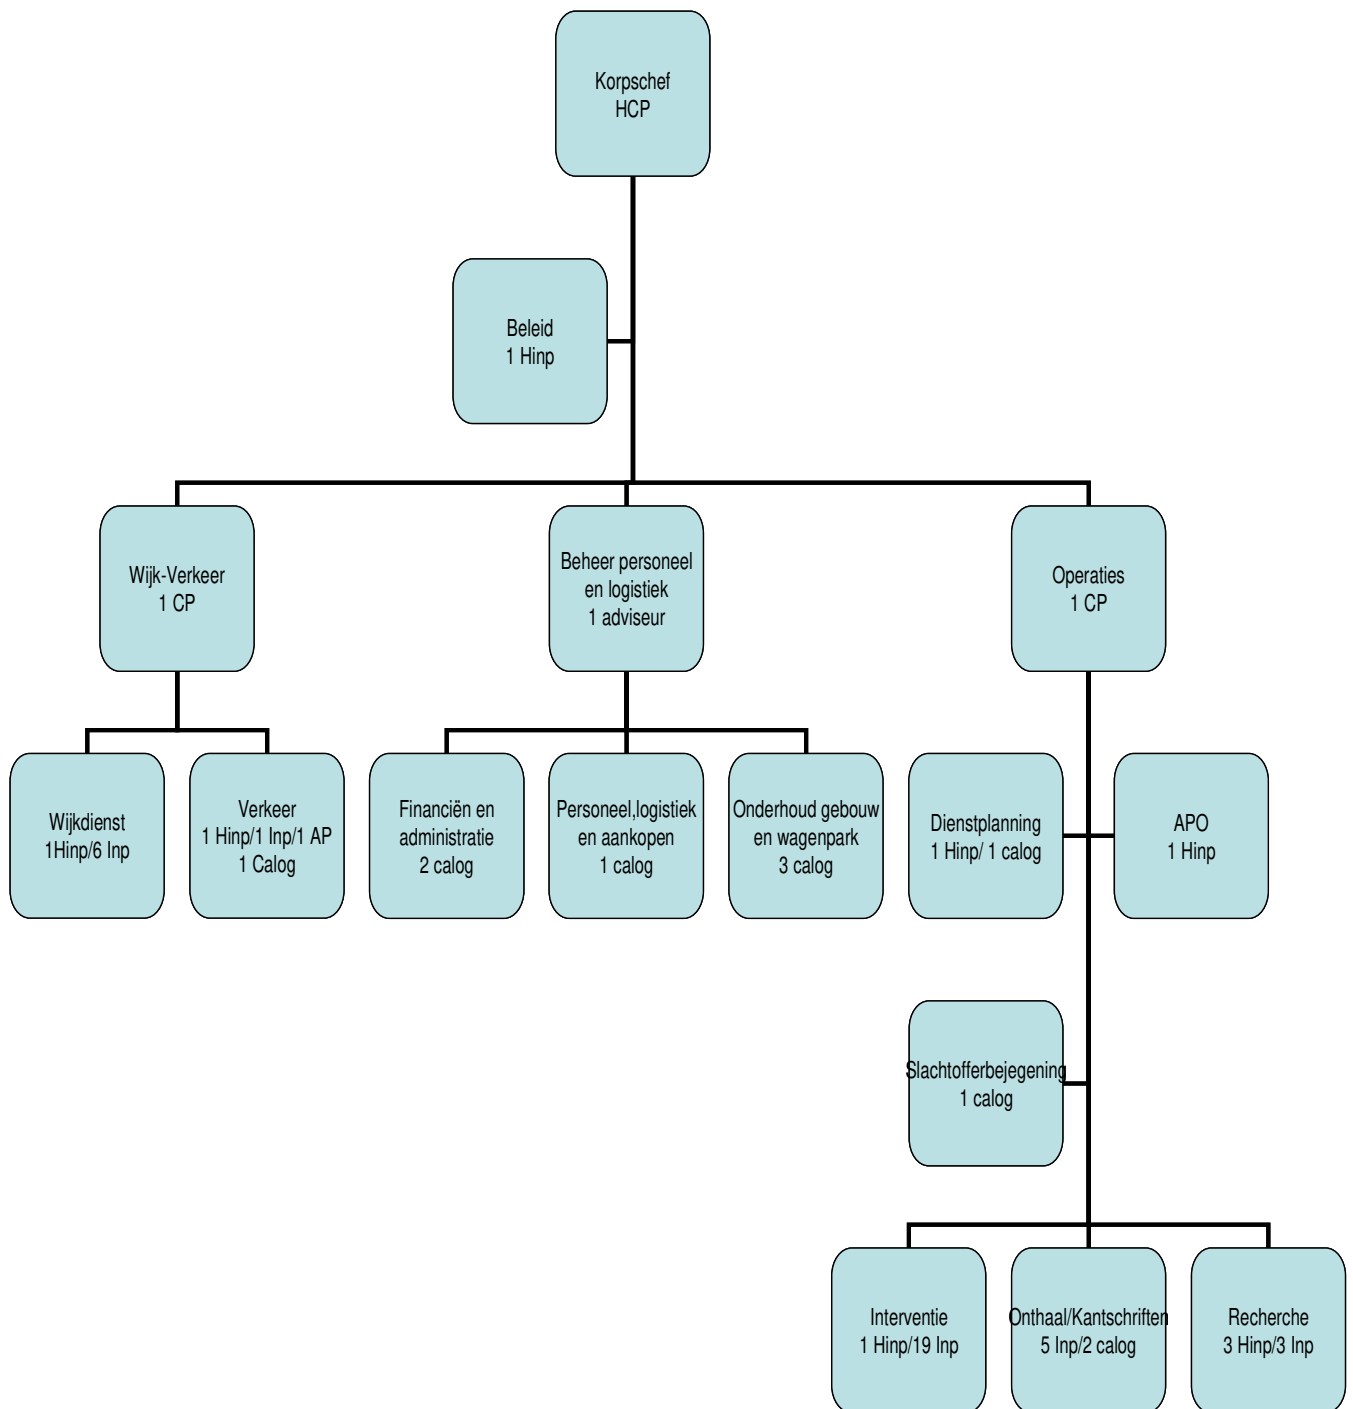 Korpschef
HCP
Beleid
1 Hinp
Wijk-Verkeer
1 CP
Beheer personeel
en logistiek
1 adviseur
Operaties
1 CP
Wijkdienst
1Hinp/6 Inp
Verkeer
1 Hinp/1 Inp/1 AP
1 Calog
Financiën en
administratie
2 calog
Personeel,logistiek
en aankopen
1 calog
Onderhoud gebouw
en wagenpark
3 calog
Dienstplanning
1 Hinp/ 1 calog
APO
1 Hinp
Slachtofferbejegening
1 calog
Interventie
1 Hinp/19 Inp
Onthaal/Kantschriften
5 Inp/2 calog
Recherche
3 Hinp/3 Inp